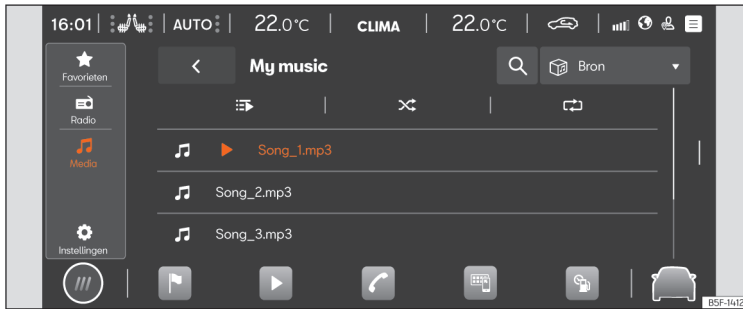 16:01 AUTO 22.0°C CLIMA 22.0°C
Favorieten
Radio
Media
Instellingen
My music Bron
Song_1.mp3
Song_2.mp3
Song_3.mp3
B5F-1412